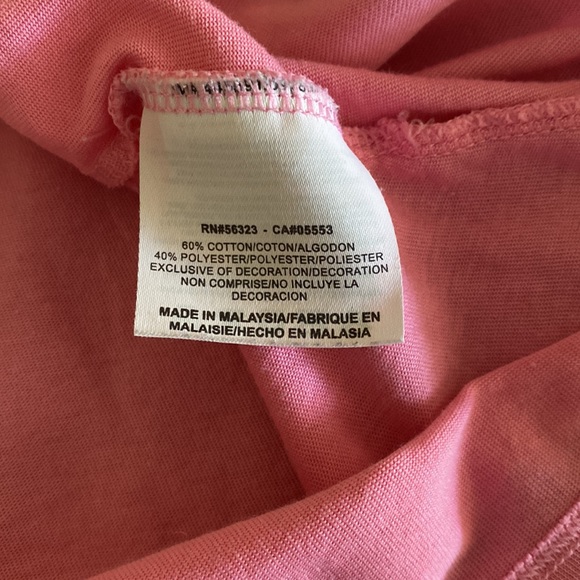 RN#56323 - CA#05553
60% COTTON/COTON/ALGODON
40% POLYESTER/POLYESTER/POLIESTER
EXCLUSIVE OF DECORATION/DECORATION
NON COMPRISE/NO INCLUYE LA
DECORACION
MADE IN MALAYSIA/FABRIQUE EN
MALAISIE/HECHO EN MALASIA